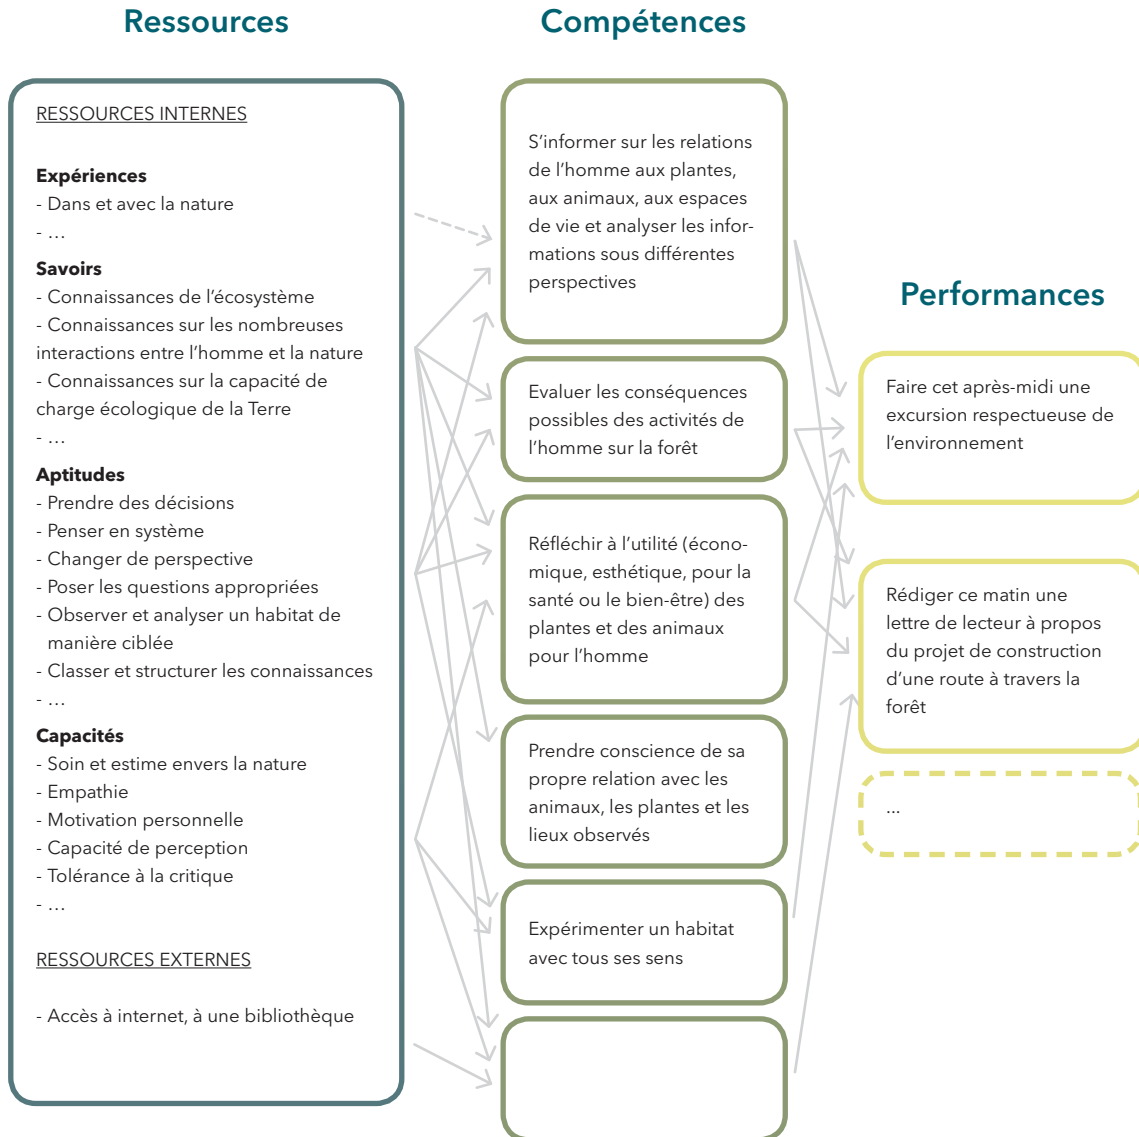 Ressources
RESSOURCES INTERNES
Expériences
- Dans et avec la nature
- …
Savoirs
- Connaissances de l'écosystème
- Connaissances sur les nombreuses
interactions entre l'homme et la nature
- Connaissances sur la capacité de
charge écologique de la Terre
- …
Aptitudes
- Prendre des décisions
- Penser en système
- Changer de perspective
- Poser les questions appropriées
- Observer et analyser un habitat de
manière ciblée
- Classer et structurer les connaissances
- …
Capacités
- Soin et estime envers la nature
- Empathie
- Motivation personnelle
- Capacité de perception
- Tolérance à la critique
- …
RESSOURCES EXTERNES
- Accès à internet, à une bibliothèque
Compétences
S'informer sur les relations
de l'homme aux plantes,
aux animaux, aux espaces
de vie et analyser les infor-
mations sous différentes
perspectives
Evaluer les conséquences
possibles des activités de
l'homme sur la forêt
Réfléchir à l'utilité (écono-
mique, esthétique, pour la
santé ou le bien-être) des
plantes et des animaux
pour l'homme
Prendre conscience de sa
propre relation avec les
animaux, les plantes et les
lieux observés
Expérimenter un habitat
avec tous ses sens
Performances
Faire cet après-midi une
excursion respectueuse de
l'environnement
Rédiger ce matin une
lettre de lecteur à propos
du projet de construction
d'une route à travers la
forêt
...